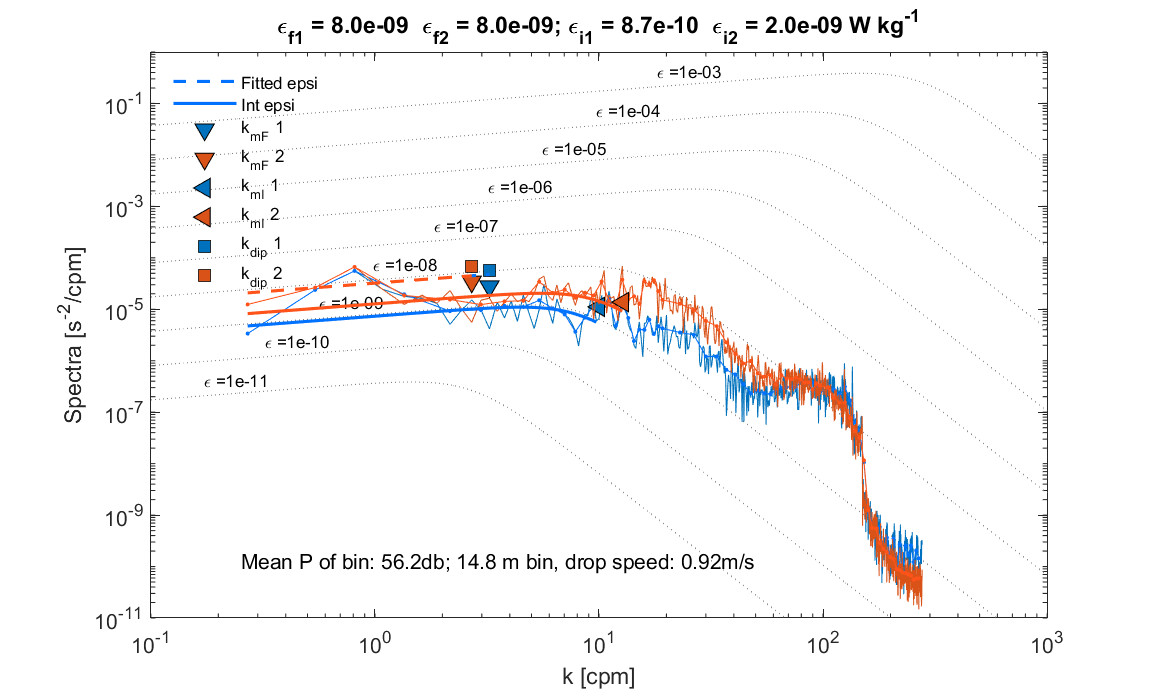 ϵf1 = 8.0e-09 ϵf2 = 8.0e-09; ϵi1 = 8.7e-10 ϵi2 = 2.0e-09 W kg-1
Fitted epsi
Int epsi
kmF 1
kmF 2
kmI 1
kmI 2
kdip 1
kdip 2
ϵ =1e-03
ϵ =1e-04
ϵ =1e-05
ϵ =1e-06
ϵ =1e-07
ϵ =1e-08
ϵ =1e-09
ϵ =1e-10
ϵ =1e-11
Mean P of bin: 56.2db; 14.8 m bin, drop speed: 0.92m/s
Spectra [s-2/cpm]
10-1
10-3
10-5
10-7
10-9
10-11
10-1
100
101
102
103
k [cpm]